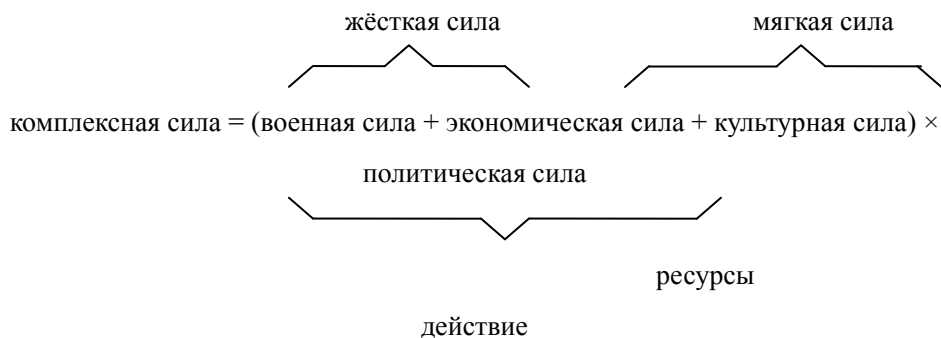 жёсткая сила мягкая сила
комплексная сила = (военная сила + экономическая сила + культурная сила) ×
политическая сила
ресурсы
действие